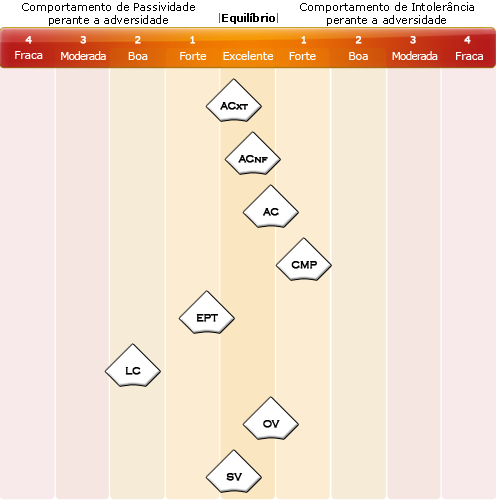 Comportamento de Passividade
perante a adversidade
|Equilíbrio|
Comportamento de Intolerância
perante a adversidade
4 3 2 1 1 2 3 4
Fraca Moderada Boa Forte Excelente Forte Boa Moderada Fraca
ACXT
ACNF
AC
CMP
EPT
LC
OV
SV